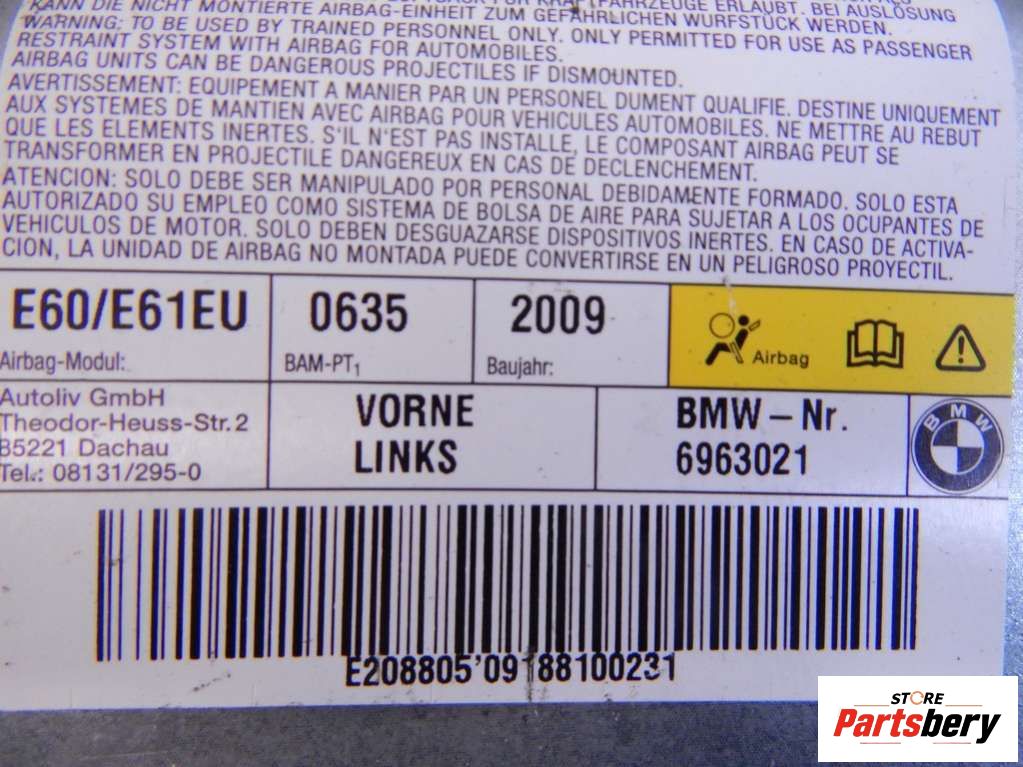 KANN DIE NICHT MONTIERTE AIRBAG-EINHEIT ZUM GEFÄHRLICHEN WURFSTÜCK WERDEN.
FÜR KRAFTFAHRZEUGE ERLAUBT. BEI AUSLÖSUNG
WARNING: TO BE USED BY TRAINED PERSONNEL ONLY. ONLY PERMITTED FOR USE AS PASSENGER
RESTRAINT SYSTEM WITH AIRBAG FOR AUTOMOBILES.
AIRBAG UNITS CAN BE DANGEROUS PROJECTILES IF DISMOUNTED.
AVERTISSEMENT: EQUIPEMENT A MANIER PAR UN PERSONEL DUMENT QUALIFIE. DESTINE UNIQUEMENT
AUX SYSTEMES DE MANTIEN AVEC AIRBAG POUR VEHICULES AUTOMOBILES. NE METTRE AU REBUT
QUE LES ELEMENTS INERTES. S'IL N'EST PAS INSTALLE, LE COMPOSANT AIRBAG PEUT SE
TRANSFORMER EN PROJECTILE DANGEREUX EN CAS DE DECLENCHEMENT.
ATENCION: SOLO DEBE SER MANIPULADO POR PERSONAL DEBIDAMENTE FORMADO. SOLO ESTA
AUTORIZADO SU EMPLEO COMO SISTEMA DE BOLSA DE AIRE PARA SUJETAR A LOS OCUPANTES DE
VEHICULOS DE MOTOR. SOLO DEBEN DESGUAZARSE DISPOSITIVOS INERTES. EN CASO DE ACTIVA-
CION, LA UNIDAD DE AIRBAG NO MONTADA PUEDE CONVERTIRSE EN UN PELIGROSO PROYECTIL.
E60/E61EU 0635 2009
Airbag-Modul: BAM-PT1 Baujahr: Airbag
Autoliv GmbH
Theodor-Heuss-Str. 2
85221 Dachau
Tel.: 08131/295-0
VORNE
LINKS
BMW – Nr.
6963021
BMW
E208805'09188100231
STORE
Partsbery